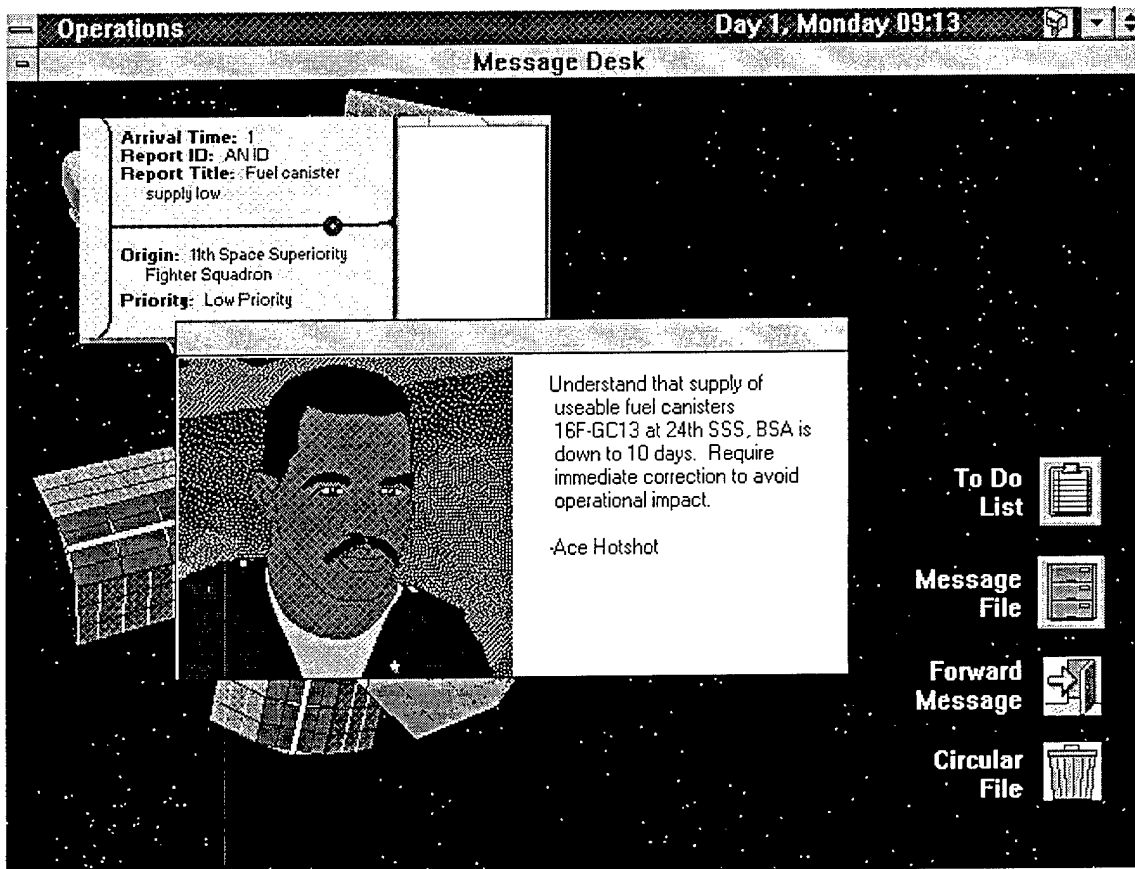 Operations
Day 1, Monday 09:13
Message Desk
Arrival Time: 1
Report ID: AN ID
Report Title: Fuel canister
supply low
Origin: 11th Space Superiority
Fighter Squadron
Priority: Low Priority
Understand that supply of
useable fuel canisters
16F-GC13 at 24th SSS, BSA is
down to 10 days. Require
immediate correction to avoid
operational impact.
-Ace Hotshot
To Do
List
Message
File
Forward
Message
Circular
File